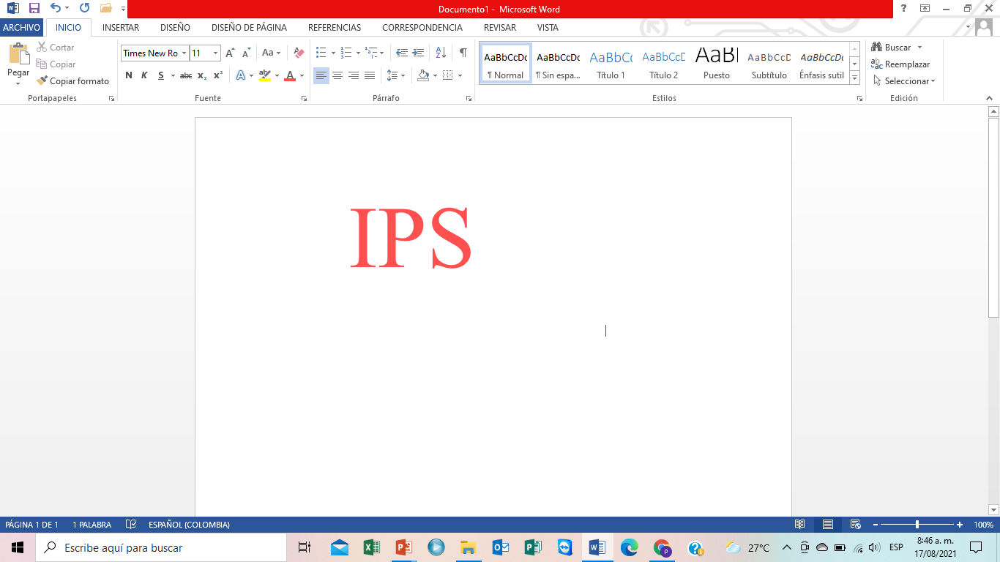 Documento1 - Microsoft Word
ARCHIVO INICIO INSERTAR DISEÑO DISEÑO DE PÁGINA REFERENCIAS CORRESPONDENCIA REVISAR VISTA
Pegar
Cortar
Copiar
Copiar formato
Portapapeles
Times New Ro 11
Aa
N K S abc x₂ x²
A A
Fuente
Párrafo
AaBbCcDc AaBbCcDc AaBbCc AaBbCcD AaB AaBbCcD AaBbCcDc
¶ Normal ¶ Sin espa... Título 1 Título 2 Puesto Subtítulo Énfasis sutil
Estilos
Buscar
Reemplazar
Seleccionar
Edición
IPS
PÁGINA 1 DE 1 1 PALABRA ESPAÑOL (COLOMBIA) 100%
Escribe aquí para buscar
27°C ESP 8:46 a. m.
17/08/2021